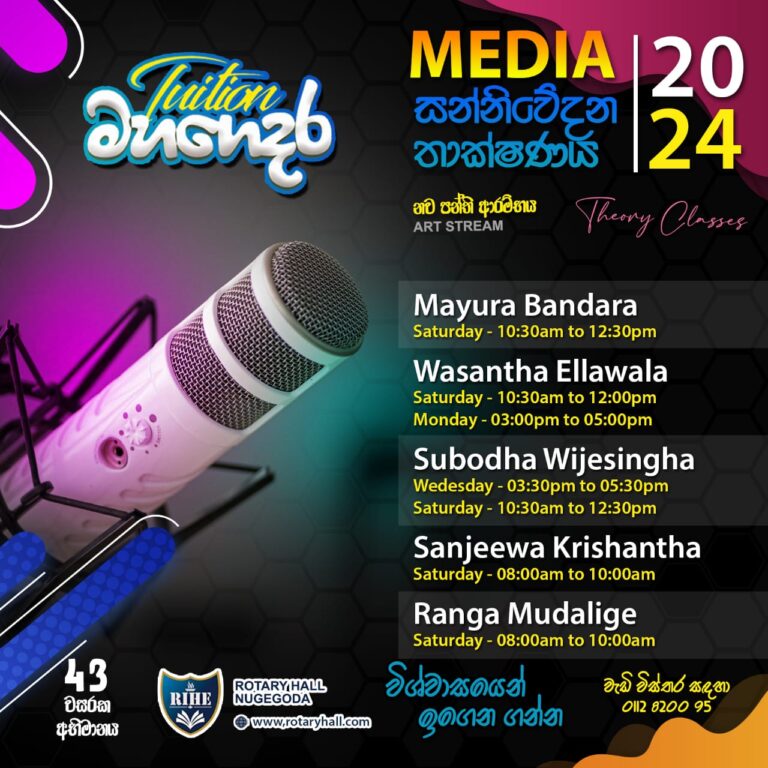 Tuition
මහගෙදර
MEDIA
සන්නිවේදන
තාක්ෂණය
20
24
නව පන්ති ආරම්භය
ART STREAM
Theory Classes
Mayura Bandara
Saturday - 10:30am to 12:30pm
Wasantha Ellawala
Saturday - 10:30am to 12:00pm
Monday - 03:00pm to 05:00pm
Subodha Wijesingha
Wedesday - 03:30pm to 05:30pm
Saturday - 10:30am to 12:30pm
Sanjeewa Krishantha
Saturday - 08:00am to 10:00am
Ranga Mudalige
Saturday - 08:00am to 10:00am
43
වසරක
අභිමානය
RIHE
ROTARY HALL
NUGEGODA
www.rotaryhall.com
විශ්වාසයෙන්
ඉගෙන ගන්න
වැඩි විස්තර සඳහා
0112 8200 95